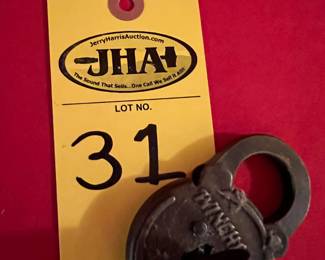 JerryHarrisAuction.com
JHA
The Sound That Sells...One Call We Sell It All!
LOT NO.
31